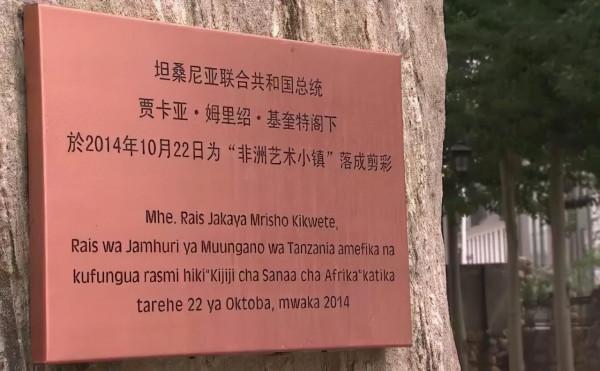 坦桑尼亚联合共和国总统
贾卡亚·姆里绍·基奎特阁下
於2014年10月22日为“非洲艺术小镇”落成剪彩
Mhe. Rais Jakaya Mrisho Kikwete,
Rais wa Jamhuri ya Muungano wa Tanzania amefika na
kufungua rasmi hiki"Kijiji cha Sanaa cha Afrika"katika
tarehe 22 ya Oktoba, mwaka 2014